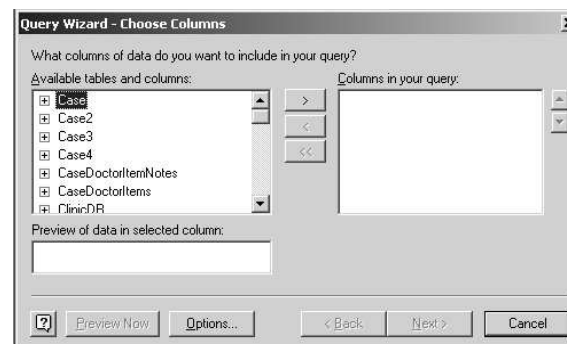 Query Wizard - Choose Columns
What columns of data do you want to include in your query?
Available tables and columns:
Columns in your query:
Case
Case2
Case3
Case4
CaseDoctorItemNotes
CaseDoctorItems
ClinicDB
>
<
<<
Preview of data in selected column:
Preview Now
Options...
< Back
Next >
Cancel